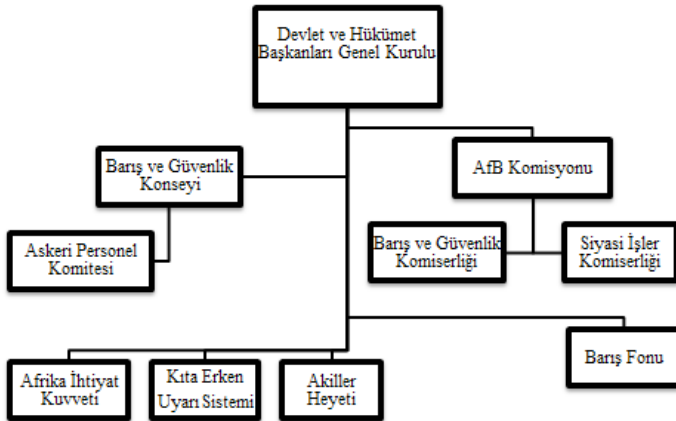 Devlet ve Hükümet
Başkanları Genel Kurulu
Barış ve Güvenlik
Konseyi
AfB Komisyonu
Askeri Personel
Komitesi
Barış ve Güvenlik
Komiserliği
Siyasi İşler
Komiserliği
Afrika İhtiyat
Kuvveti
Kıta Erken
Uyarı Sistemi
Akiller
Heyeti
Barış Fonu